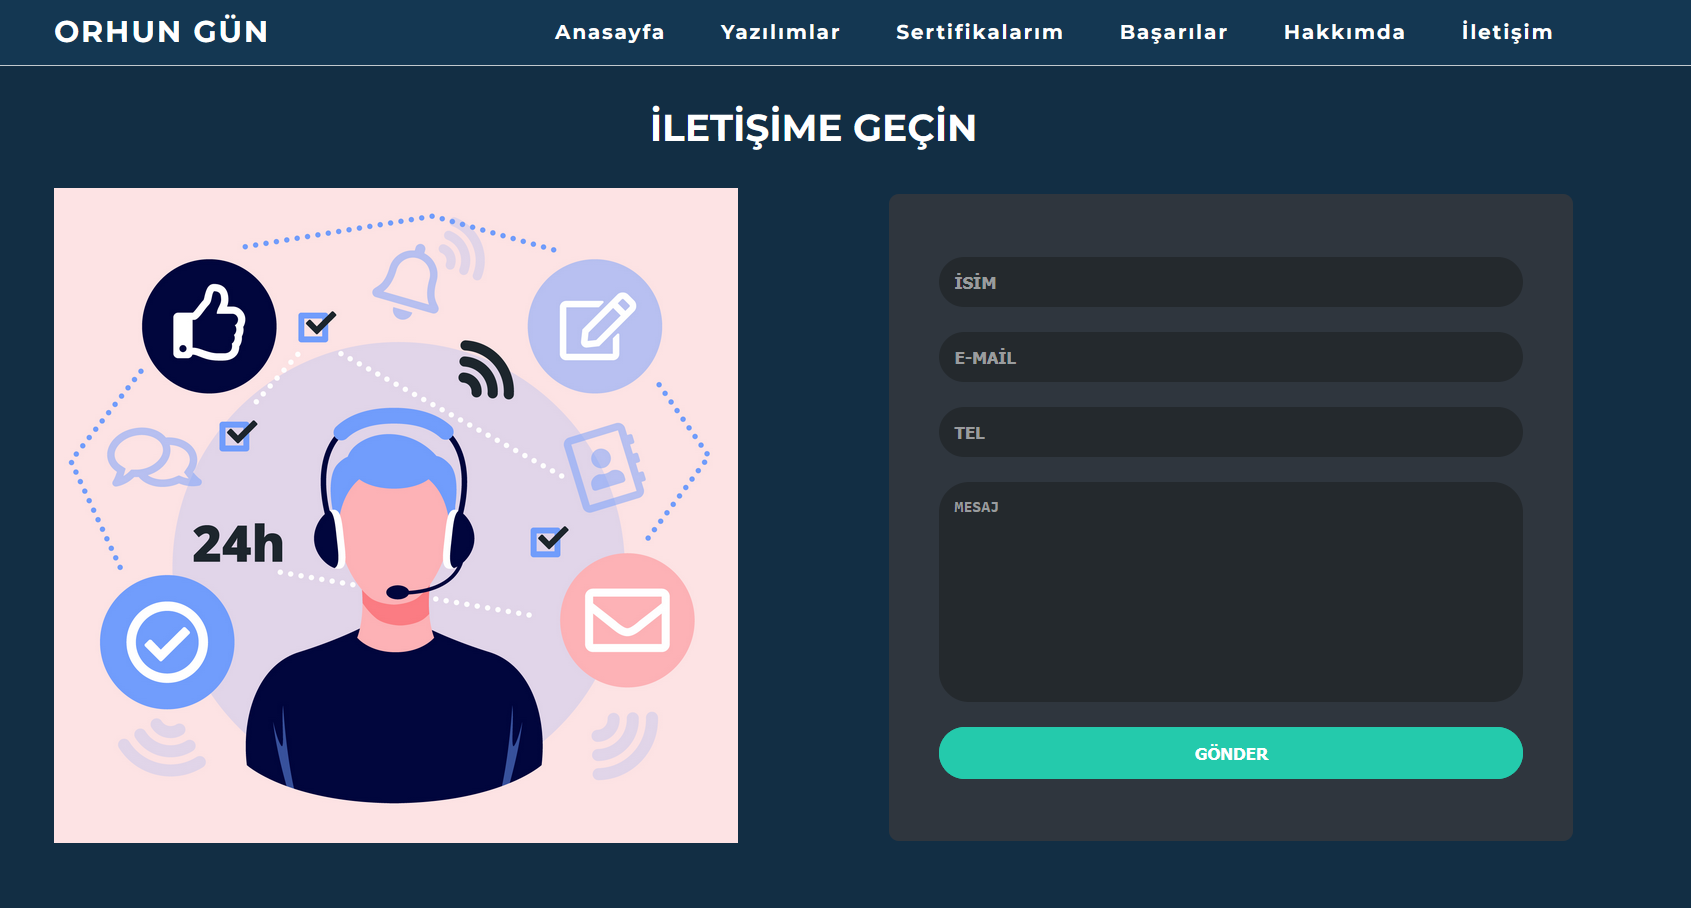 ORHUN GÜN
Anasayfa Yazılımlar Sertifikalarım Başarılar Hakkımda İletişim
İLETİŞİME GEÇİN
24h
İSİM
E-MAİL
TEL
MESAJ
GÖNDER